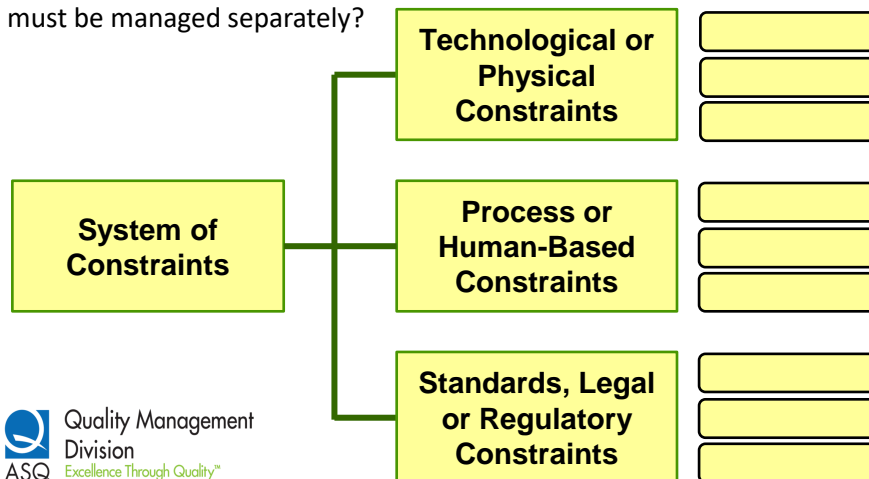 must be managed separately?
Technological or
Physical
Constraints
System of
Constraints
Process or
Human-Based
Constraints
Standards, Legal
or Regulatory
Constraints
Quality Management
Division
ASQ Excellence Through Quality™